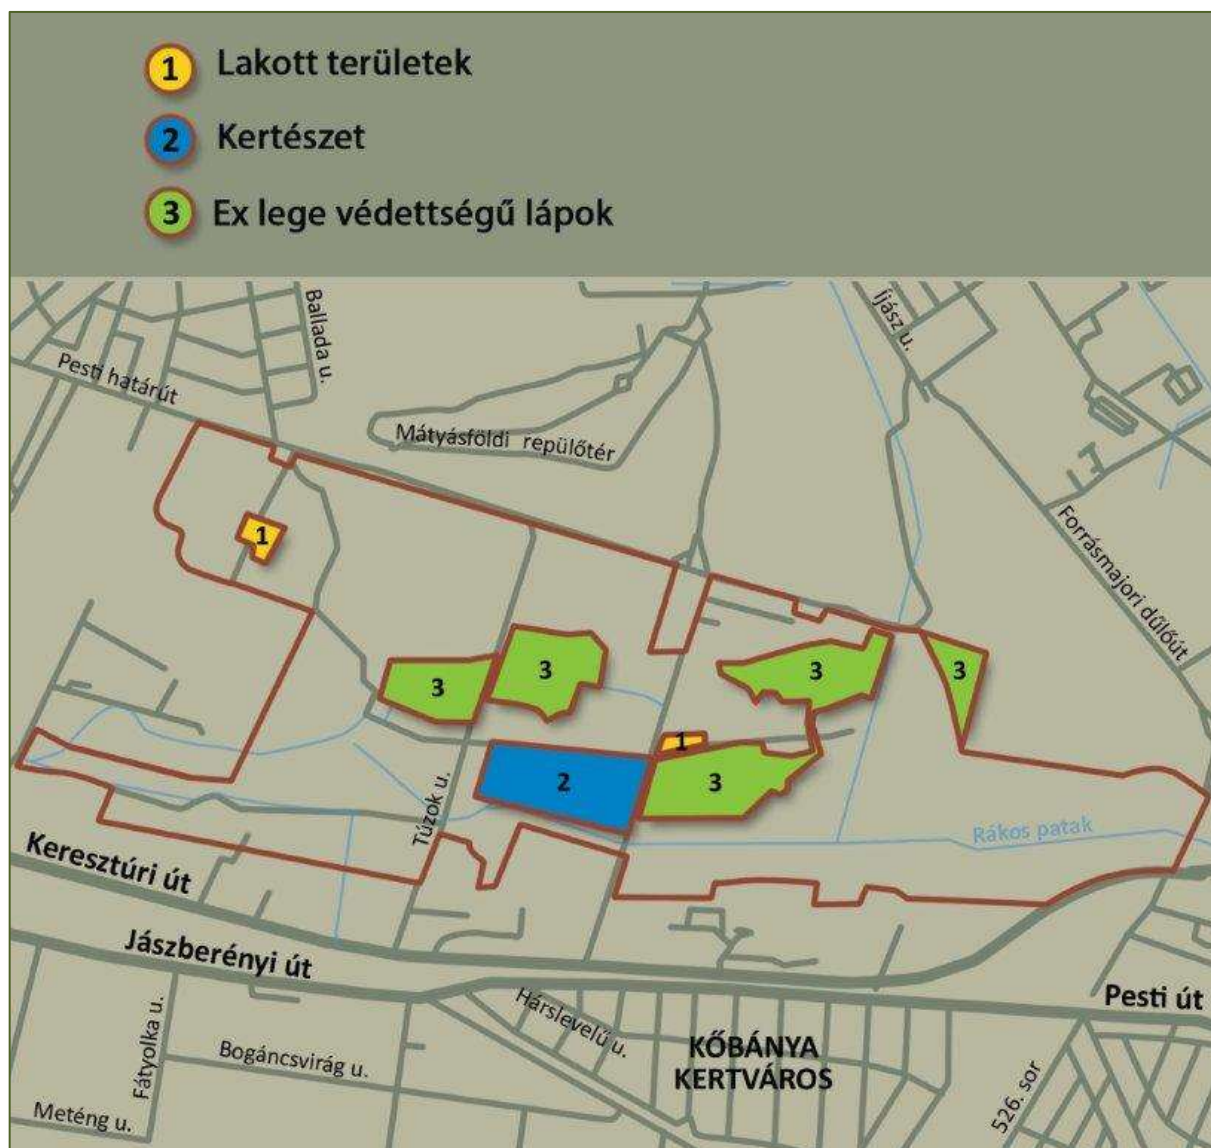 1 Lakott területek
2 Kertészet
3 Ex lege védettségű lápok
Ballada u.
Íjász u.
Pesti határút
Mátyásföldi repülőtér
Forrásmajori dűlőút
1
3
3
3
3
1
2
3
Túzok u.
Rákos patak
Keresztúri út
Jászberényi út
Pesti út
Hárslevelű u.
Fátyolka u.
Bogáncsvirág u.
KŐBÁNYA
KERTVÁROS
526. sor
Meténg u.